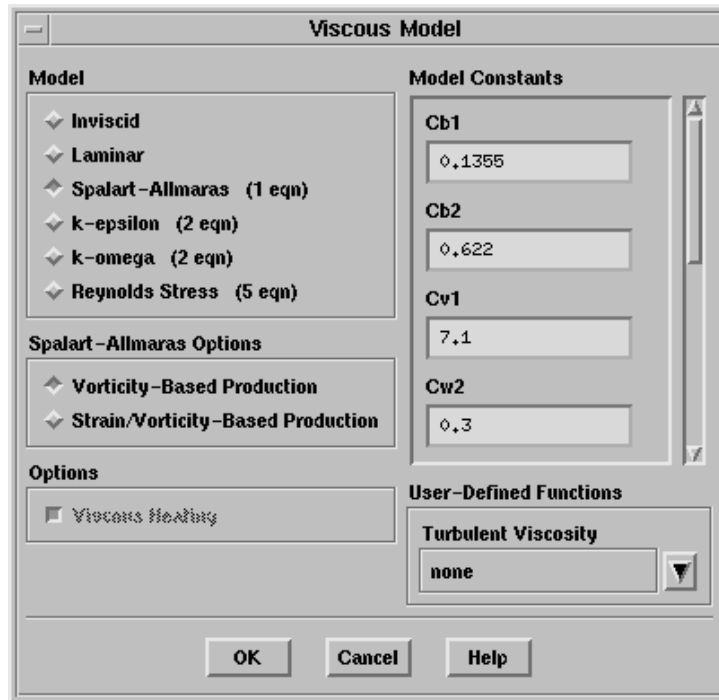 Viscous Model
Model
Inviscid
Laminar
Spalart-Allmaras (1 eqn)
k-epsilon (2 eqn)
k-omega (2 eqn)
Reynolds Stress (5 eqn)
Spalart-Allmaras Options
Vorticity-Based Production
Strain/Vorticity-Based Production
Options
Viscous Heating
Model Constants
Cb1
0.1355
Cb2
0.622
Cv1
7.1
Cw2
0.3
User-Defined Functions
Turbulent Viscosity
none
OK
Cancel
Help